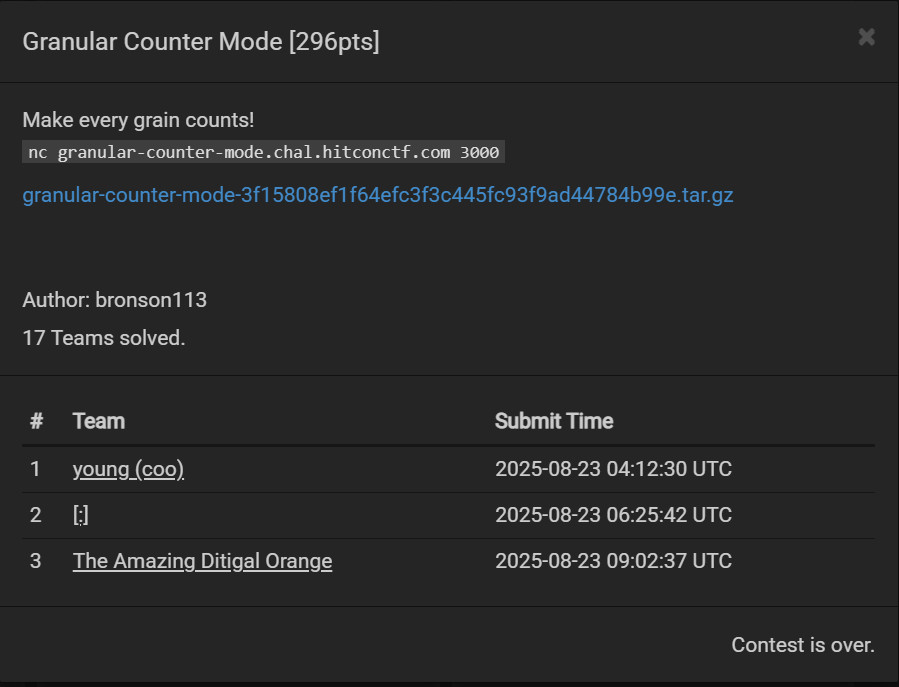 Granular Counter Mode [296pts]
×
Make every grain counts!
nc granular-counter-mode.chal.hitconctf.com 3000
granular-counter-mode-3f15808ef1f64efc3f3c445fc93f9ad44784b99e.tar.gz
Author: bronson113
17 Teams solved.
# Team Submit Time
1 young (coo) 2025-08-23 04:12:30 UTC
2 [:] 2025-08-23 06:25:42 UTC
3 The Amazing Ditigal Orange 2025-08-23 09:02:37 UTC
Contest is over.